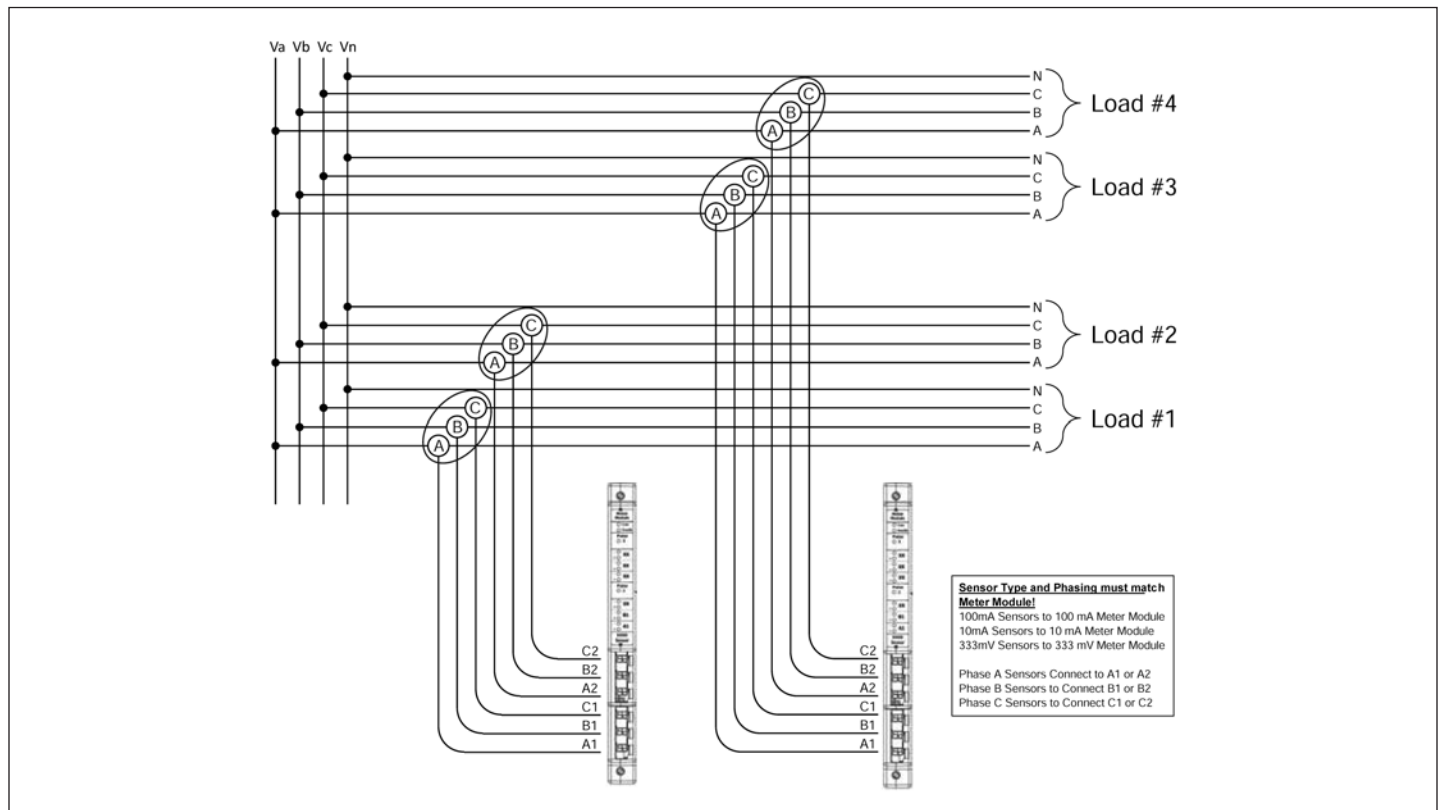 Va Vb Vc Vn
N
C
B
A
Load #4
C
B
A
N
C
B
A
Load #3
C
B
A
N
C
B
A
Load #2
C
B
A
N
C
B
A
Load #1
C
B
A
C2
B2
A2
C1
B1
A1
C2
B2
A2
C1
B1
A1
Sensor Type and Phasing must match
Meter Module!
100mA Sensors to 100 mA Meter Module
10mA Sensors to 10 mA Meter Module
333mV Sensors to 333 mV Meter Module
Phase A Sensors Connect to A1 or A2
Phase B Sensors to Connect B1 or B2
Phase C Sensors to Connect C1 or C2